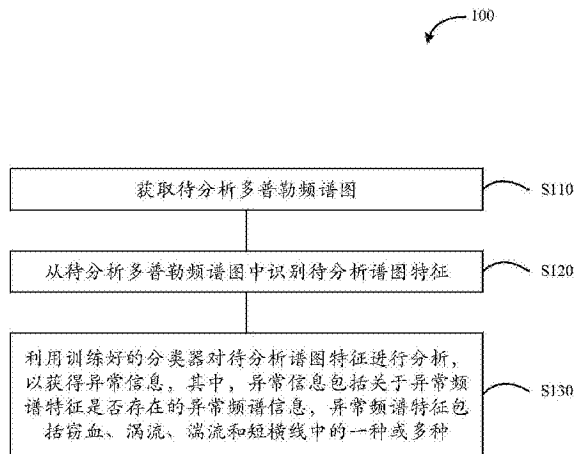 100
获取待分析多普勒频谱图
S110
从待分析多普勒频谱图中识别待分析谱图特征
S120
利用训练好的分类器对待分析谱图特征进行分析,
以获得异常信息, 其中, 异常信息包括关于异常频
谱特征是否存在的异常频谱信息, 异常频谱特征包
括窃血、涡流、湍流和短横线中的一种或多种
S130